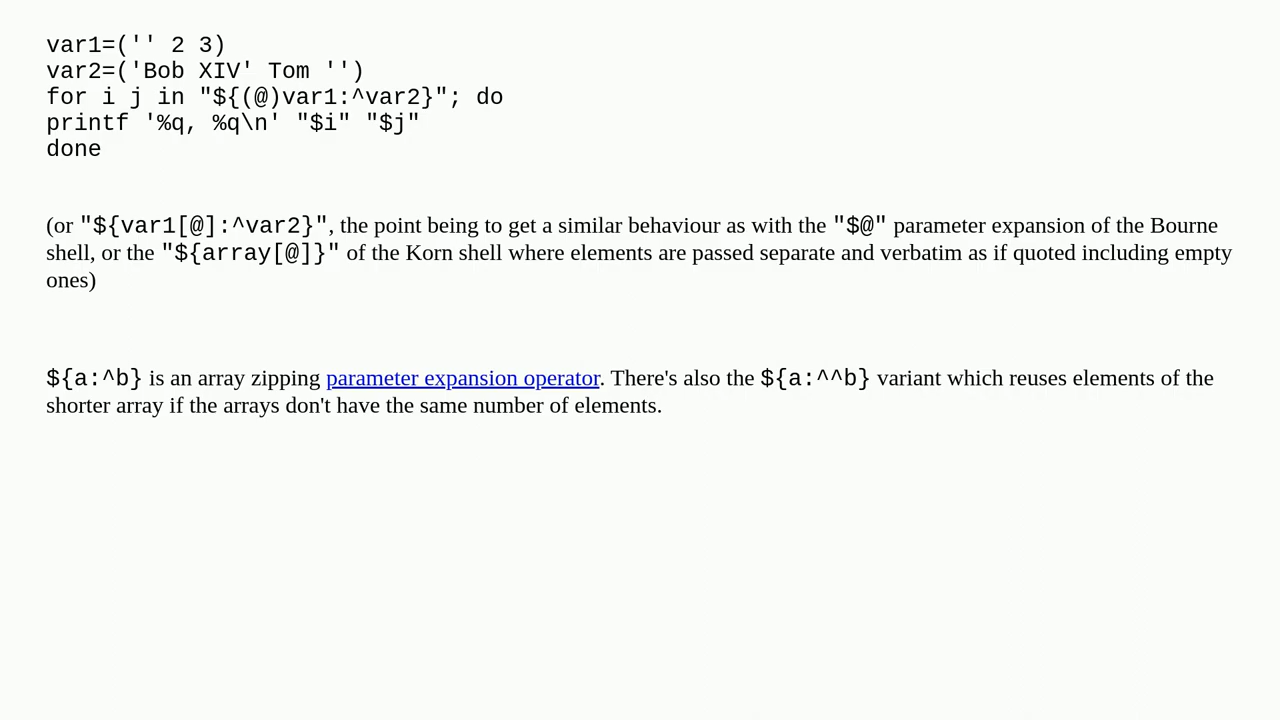 var1=('' 2 3)
var2=('Bob XIV' Tom '')
for i j in "${(@)var1:^var2}"; do
printf '%q, %q\n' "$i" "$j"
done
(or "${var1[@]:^var2}", the point being to get a similar behaviour as with the "$@" parameter expansion of the Bourne
shell, or the "${array[@]}" of the Korn shell where elements are passed separate and verbatim as if quoted including empty
ones)
${a:^b} is an array zipping parameter expansion operator. There's also the ${a:^^b} variant which reuses elements of the
shorter array if the arrays don't have the same number of elements.